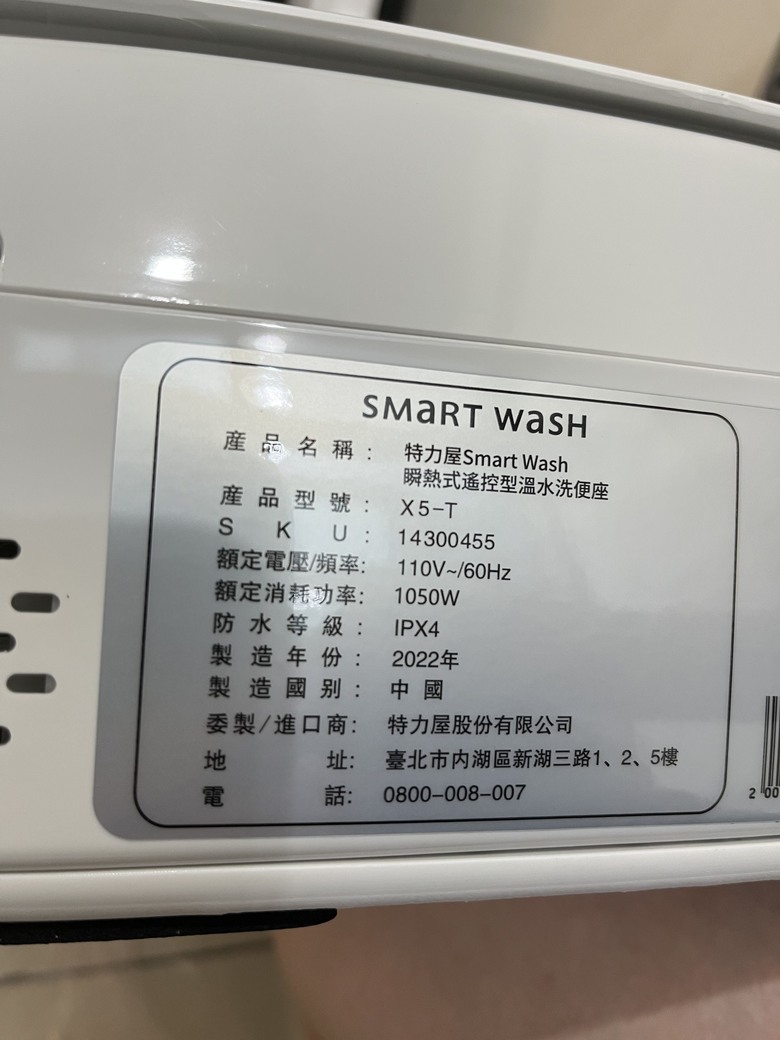 SMaRT WaSH
產品名稱： 特力屋Smart Wash
瞬熱式遙控型溫水洗便座
產品型號： X5-T
SKU： 14300455
額定電壓/頻率: 110V~/60Hz
額定消耗功率: 1050W
防水等級： IPX4
製造年份： 2022年
製造國別： 中國
委製/進口商: 特力屋股份有限公司
地址: 臺北市內湖區新湖三路1、2、5樓
電話: 0800-008-007
2 00